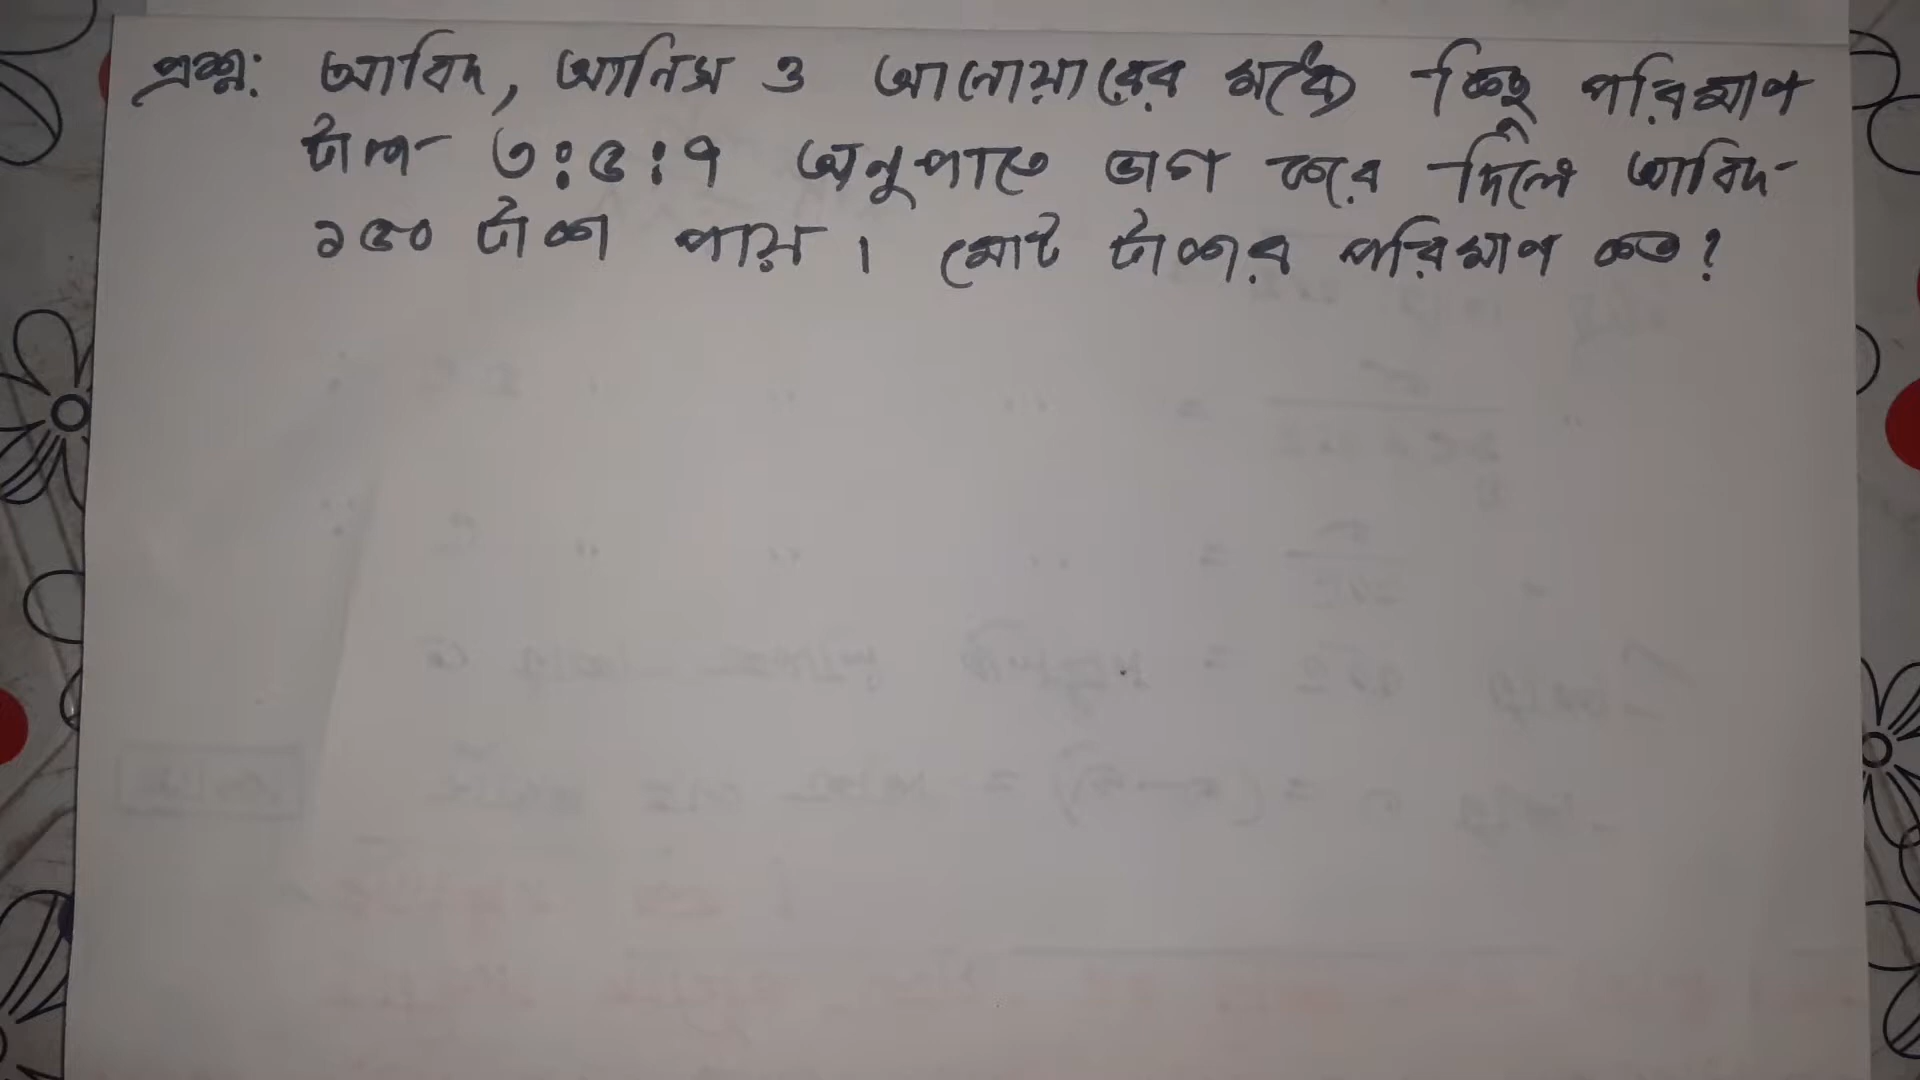 প্রশ্ন: আবিদ, আনিস ও আনোয়ারের মধ্যে কিছু পরিমাণ
টাকা ৩:৫:৭ অনুপাতে ভাগ করে দিলে আবিদ
১৫০ টাকা পায়। মোট টাকার পরিমাণ কত?